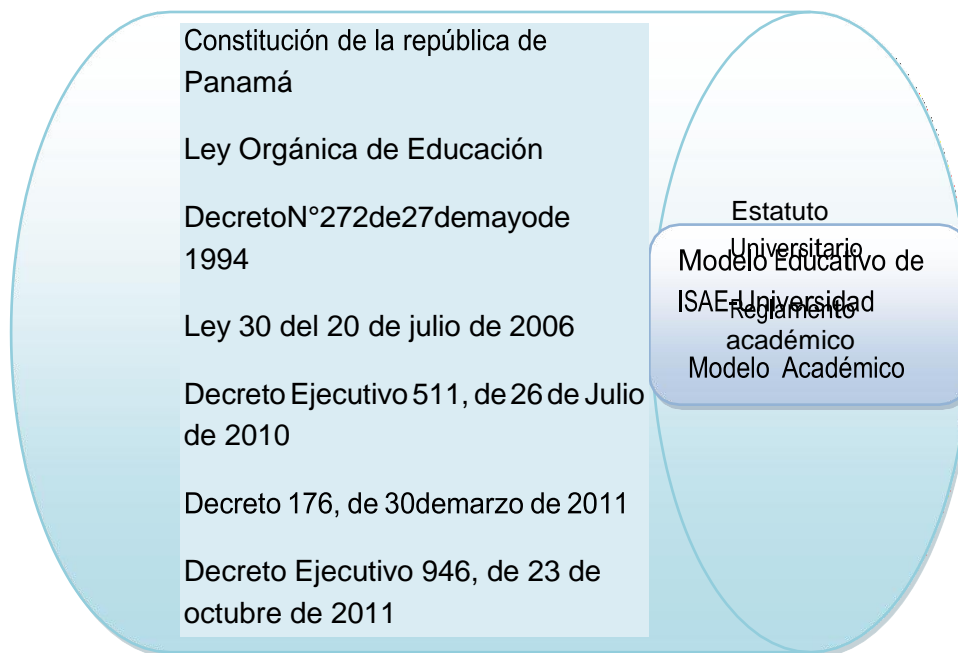 Constitución de la república de
Panamá
Ley Orgánica de Educación
DecretoN°272de27demayode
1994
Ley 30 del 20 de julio de 2006
Decreto Ejecutivo 511, de 26 de Julio
de 2010
Decreto 176, de 30demarzo de 2011
Decreto Ejecutivo 946, de 23 de
octubre de 2011
Estatuto
Universitario
Modelo Educativo de
ISAE-Universidad
Reglamento
académico
Modelo Académico